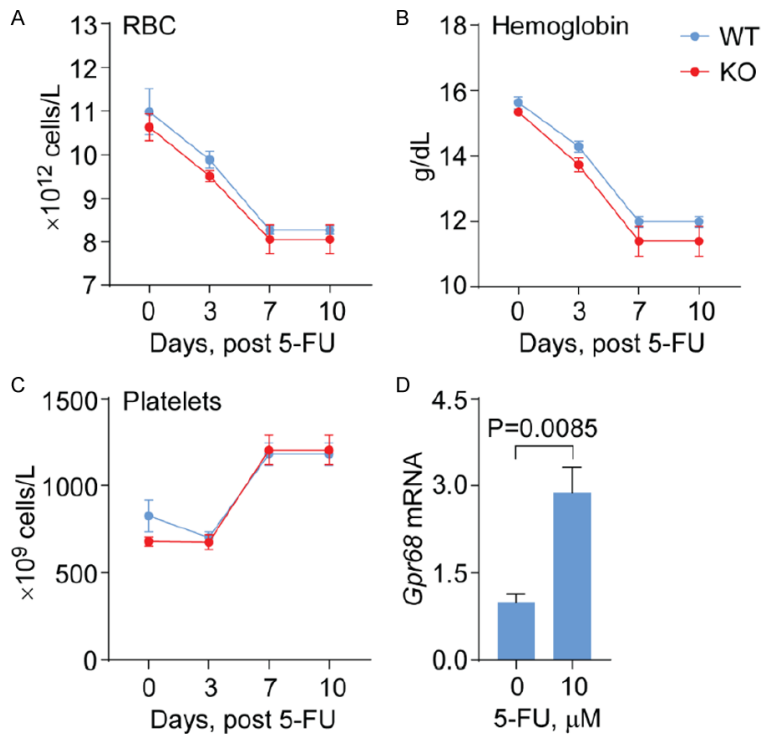 A
RBC
13
12
11
10
9
8
7
×10¹² cells/L
0 3 7 10
Days, post 5-FU
B
Hemoglobin
18
16
14
12
10
g/dL
0 3 7 10
Days, post 5-FU
WT
KO
C
Platelets
1500
1000
500
0
×10⁹ cells/L
0 3 7 10
Days, post 5-FU
D
4.5
3.0
1.5
0.0
Gpr68 mRNA
P=0.0085
0 10
5-FU, μM